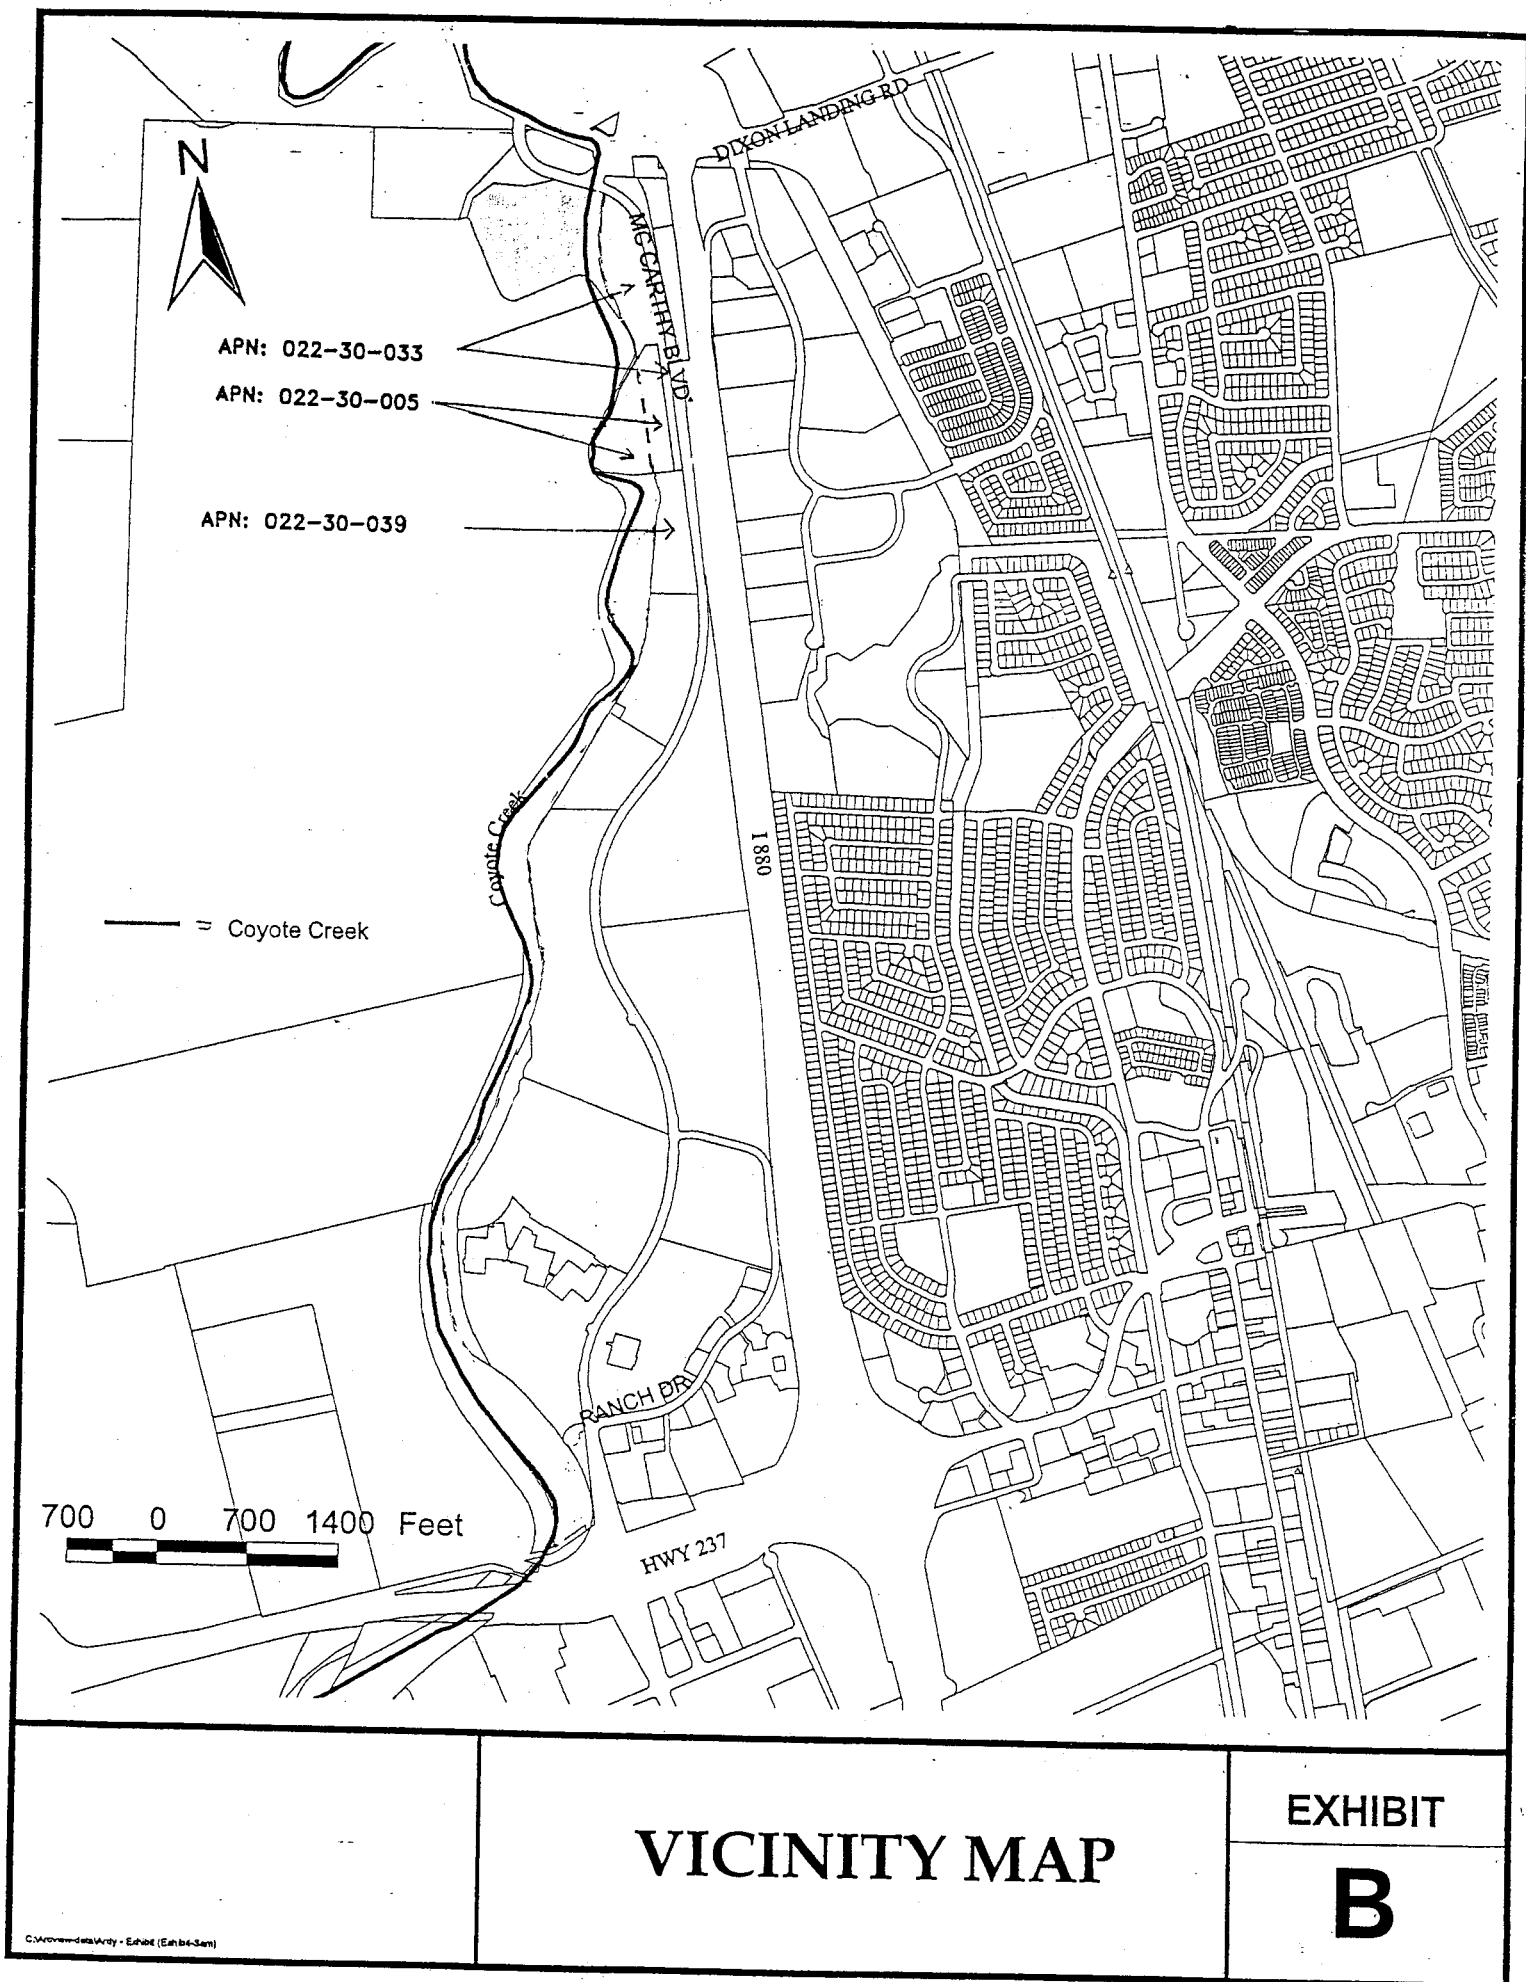 DIXON LANDING RD
N
MC CARTHY BLVD.
APN: 022-30-033
APN: 022-30-005
APN: 022-30-039
Coyote Creek
I 880
= Coyote Creek
RANCH DR
700 0 700 1400 Feet
HWY 237
VICINITY MAP
EXHIBIT
B